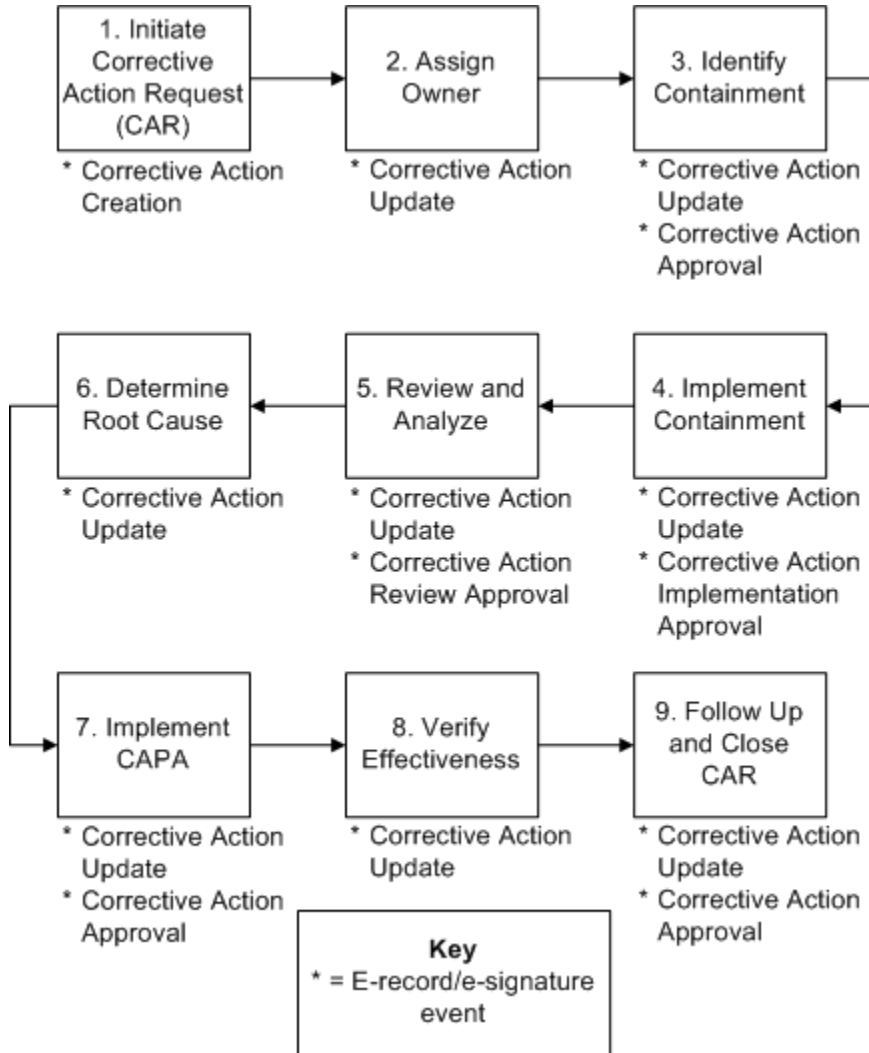 1. Initiate
Corrective
Action Request
(CAR)
* Corrective Action
Creation
2. Assign
Owner
* Corrective Action
Update
3. Identify
Containment
* Corrective Action
Update
* Corrective Action
Approval
4. Implement
Containment
* Corrective Action
Update
* Corrective Action
Implementation
Approval
5. Review and
Analyze
* Corrective Action
Update
* Corrective Action
Review Approval
6. Determine
Root Cause
* Corrective Action
Update
7. Implement
CAPA
* Corrective Action
Update
* Corrective Action
Approval
8. Verify
Effectiveness
* Corrective Action
Update
9. Follow Up
and Close
CAR
* Corrective Action
Update
* Corrective Action
Approval
Key
* = E-record/e-signature
event